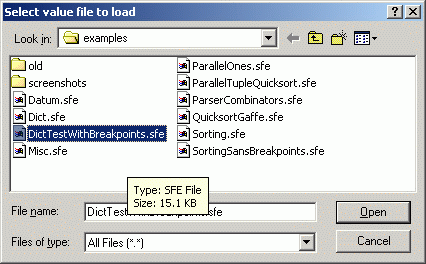 Select value file to load
Look in: examples
old
screenshots
Datum.sfe
Dict.sfe
DictTestWithBreakpoints.sfe
Misc.sfe
ParallelOnes.sfe
ParallelTupleQuicksort.sfe
ParserCombinators.sfe
QuicksortGaffe.sfe
Sorting.sfe
SortingSansBreakpoints.sfe
Type: SFE File
Size: 15.1 KB
File name: DictTestWithBreakpoints.sfe Open
Files of type: All Files (*.*) Cancel